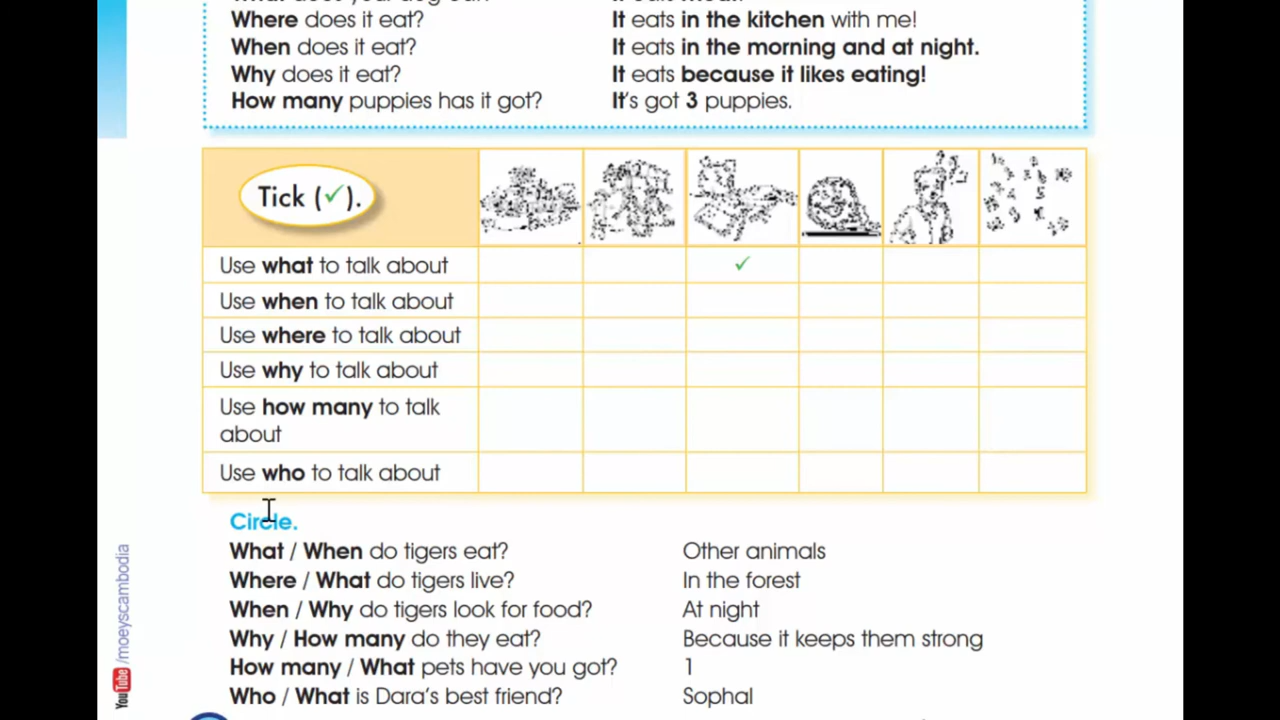 Where does it eat? It eats in the kitchen with me!
When does it eat? It eats in the morning and at night.
Why does it eat? It eats because it likes eating!
How many puppies has it got? It's got 3 puppies.
Tick (✓).
Use what to talk about ✓
Use when to talk about
Use where to talk about
Use why to talk about
Use how many to talk
about
Use who to talk about
Circle.
What / When do tigers eat? Other animals
Where / What do tigers live? In the forest
When / Why do tigers look for food? At night
Why / How many do they eat? Because it keeps them strong
How many / What pets have you got? 1
Who / What is Dara's best friend? Sophal
YouTube /moeyscambodia